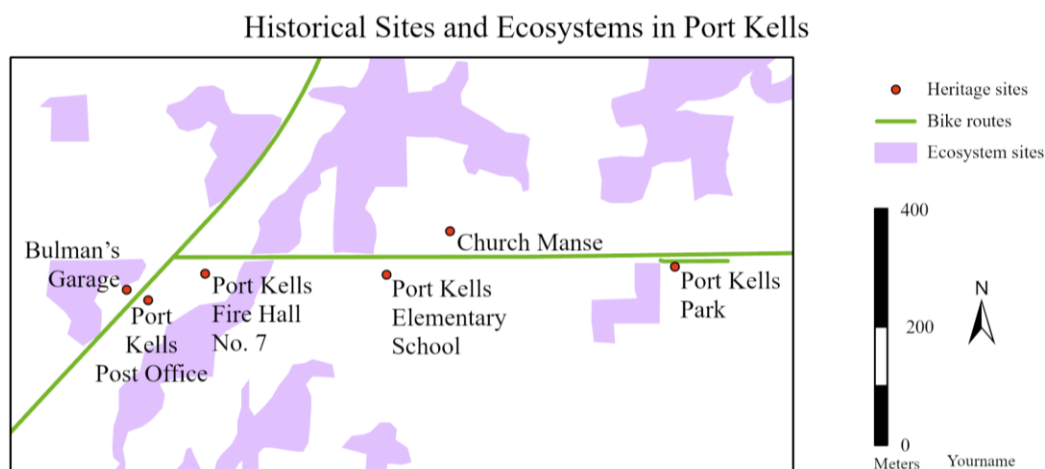 Historical Sites and Ecosystems in Port Kells
Heritage sites
Bike routes
Ecosystem sites
400
200
0
Meters
N
Yourname
Bulman's
Garage
Port
Kells
Post Office
Port Kells
Fire Hall
No. 7
Church Manse
Port Kells
Elementary
School
Port Kells
Park